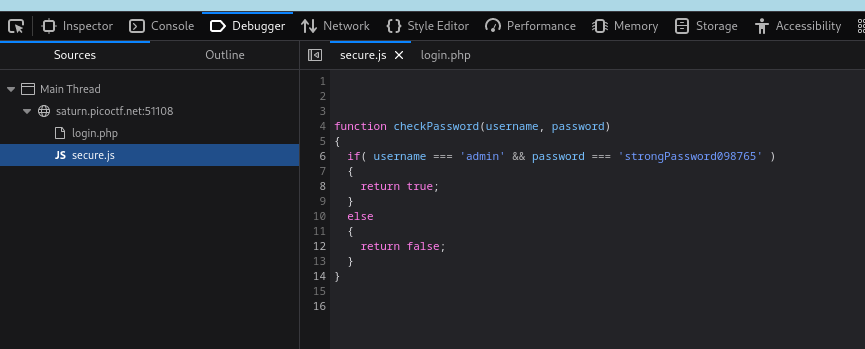 Inspector Console Debugger Network Style Editor Performance Memory Storage Accessibility
Sources Outline secure.js login.php
Main Thread
saturn.picoctf.net:51108
login.php
JS secure.js
1
2
3
4 function checkPassword(username, password)
5 {
6 if( username === 'admin' && password === 'strongPassword098765' )
7 {
8 return true;
9 }
10 else
11 {
12 return false;
13 }
14 }
15
16